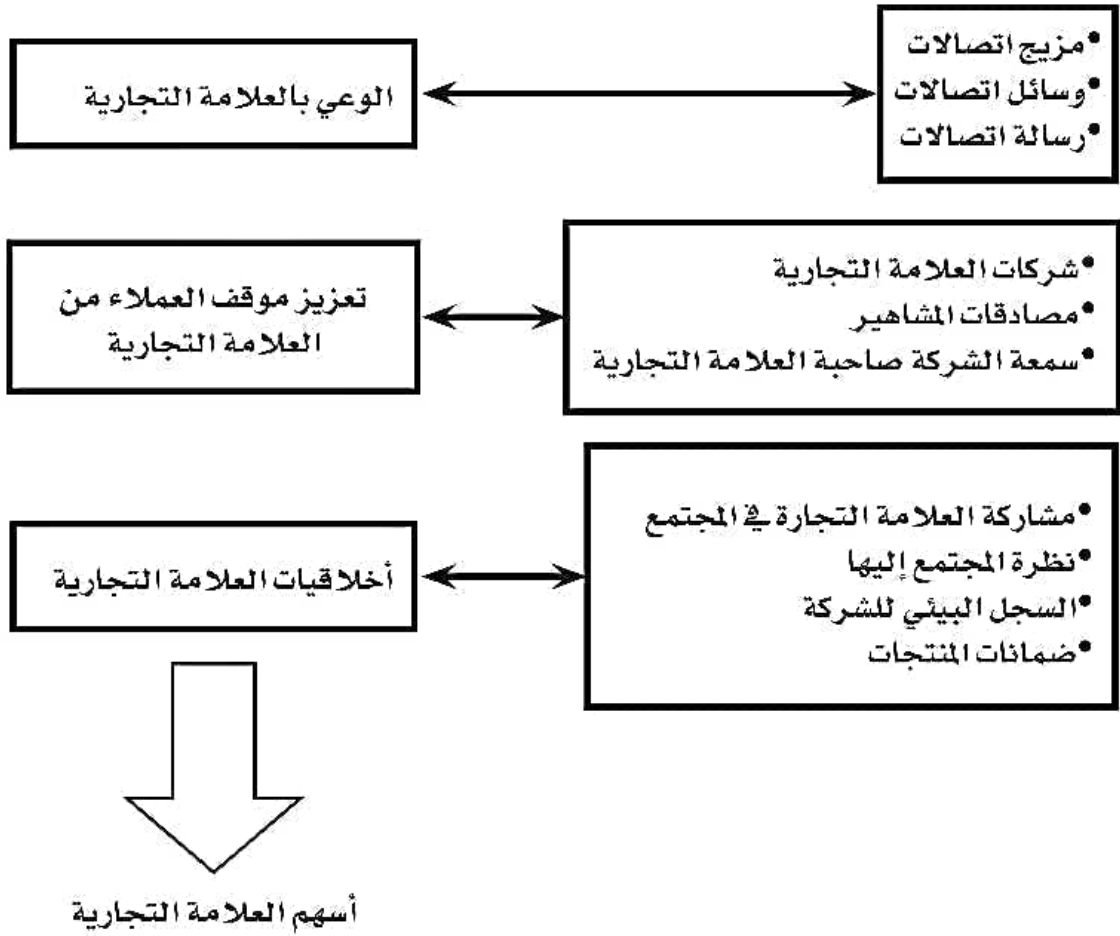 •مزيج اتصالات
•وسائل اتصالات
•رسالة اتصالات
الوعي بالعلامة التجارية
•شركات العلامة التجارية
•مصادقات المشاهير
•سمعة الشركة صاحبة العلامة التجارية
تعزيز موقف العملاء من
العلامة التجارية
•مشاركة العلامة التجارة في المجتمع
•نظرة المجتمع إليها
•السجل البيئي للشركة
•ضمانات المنتجات
أخلاقيات العلامة التجارية
أسهم العلامة التجارية